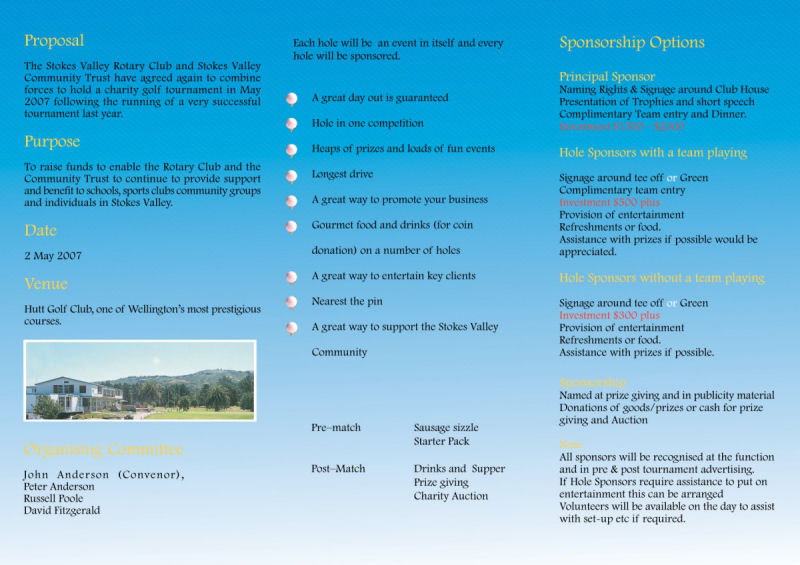 Proposal
The Stokes Valley Rotary Club and Stokes Valley
Community Trust have agreed again to combine
forces to hold a charity golf tournament in May
2007 following the running of a very successful
tournament last year.
Purpose
To raise funds to enable the Rotary Club and the
Community Trust to continue to provide support
and benefit to schools, sports clubs community groups
and individuals in Stokes Valley.
Date
2 May 2007
Venue
Hutt Golf Club, one of Wellington's most prestigious
courses.
Organising Committee
John Anderson (Convenor),
Peter Anderson
Russell Poole
David Fitzgerald
Each hole will be an event in itself and every
hole will be sponsored.
A great day out is guaranteed
Hole in one competition
Heaps of prizes and loads of fun events
Longest drive
A great way to promote your business
Gourmet food and drinks (for coin
donation) on a number of holes
A great way to entertain key clients
Nearest the pin
A great way to support the Stokes Valley
Community
Pre-match Sausage sizzle
Starter Pack
Post-Match Drinks and Supper
Prize giving
Charity Auction
Sponsorship Options
Principal Sponsor
Naming Rights & Signage around Club House
Presentation of Trophies and short speech
Complimentary Team entry and Dinner.
Investment
Hole Sponsors with a team playing
Signage around tee off or Green
Complimentary team entry
Investment $500 plus
Provision of entertainment
Refreshments or food.
Assistance with prizes if possible would be
appreciated.
Hole Sponsors without a team playing
Signage around tee off or Green
Investment $300 plus
Provision of entertainment
Refreshments or food.
Assistance with prizes if possible.
Sponsorship
Named at prize giving and in publicity material
Donations of goods/prizes or cash for prize
giving and Auction
Note
All sponsors will be recognised at the function
and in pre & post tournament advertising.
If Hole Sponsors require assistance to put on
entertainment this can be arranged
Volunteers will be available on the day to assist
with set-up etc if required.